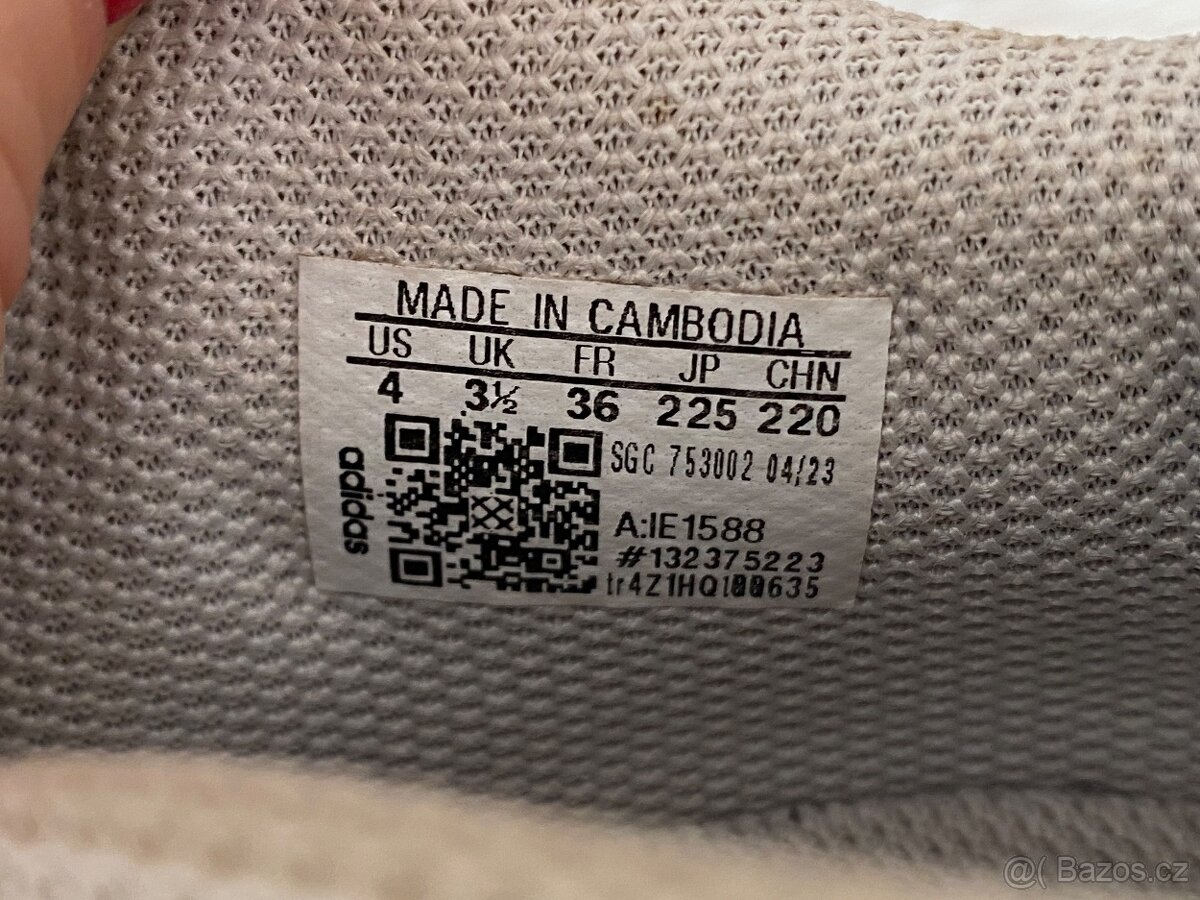 MADE IN CAMBODIA
US UK FR JP CHN
4 3½ 36 225 220
SGC 753002 04/23
adidas
A:IE1588
#132375223
@( Bazos.cz